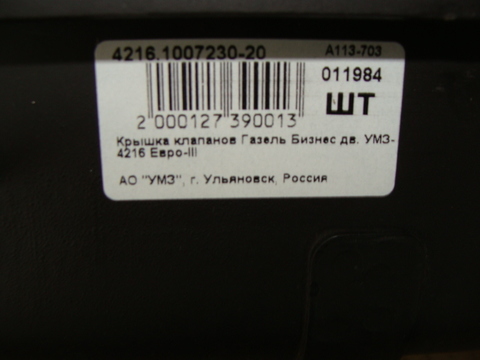 4216.1007230-20 А113-703
011984
ШТ
2 000127 390013
Крышка клапанов Газель Бизнес дв. УМЗ-
4216 Евро-III
АО "УМЗ", г. Ульяновск, Россия